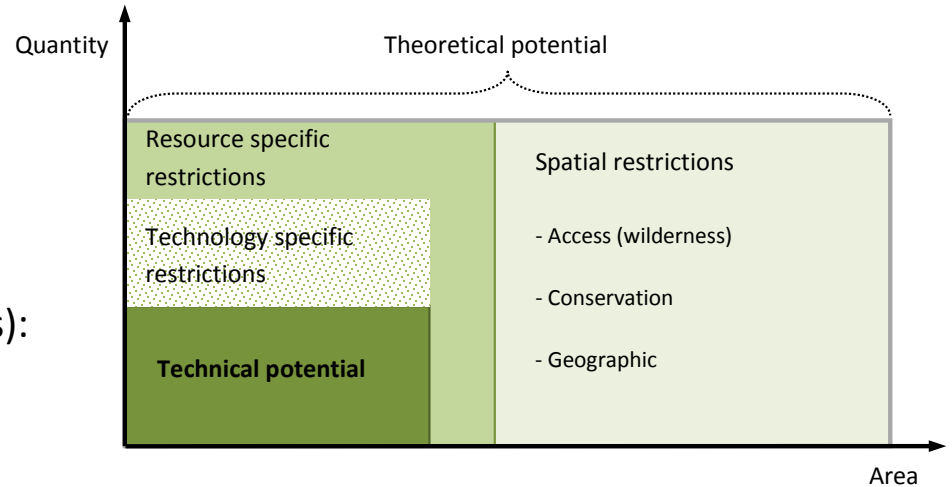 Quantity
Theoretical potential
Resource specific
restrictions
Technology specific
restrictions
s):
Technical potential
Spatial restrictions
- Access (wilderness)
- Conservation
- Geographic
Area